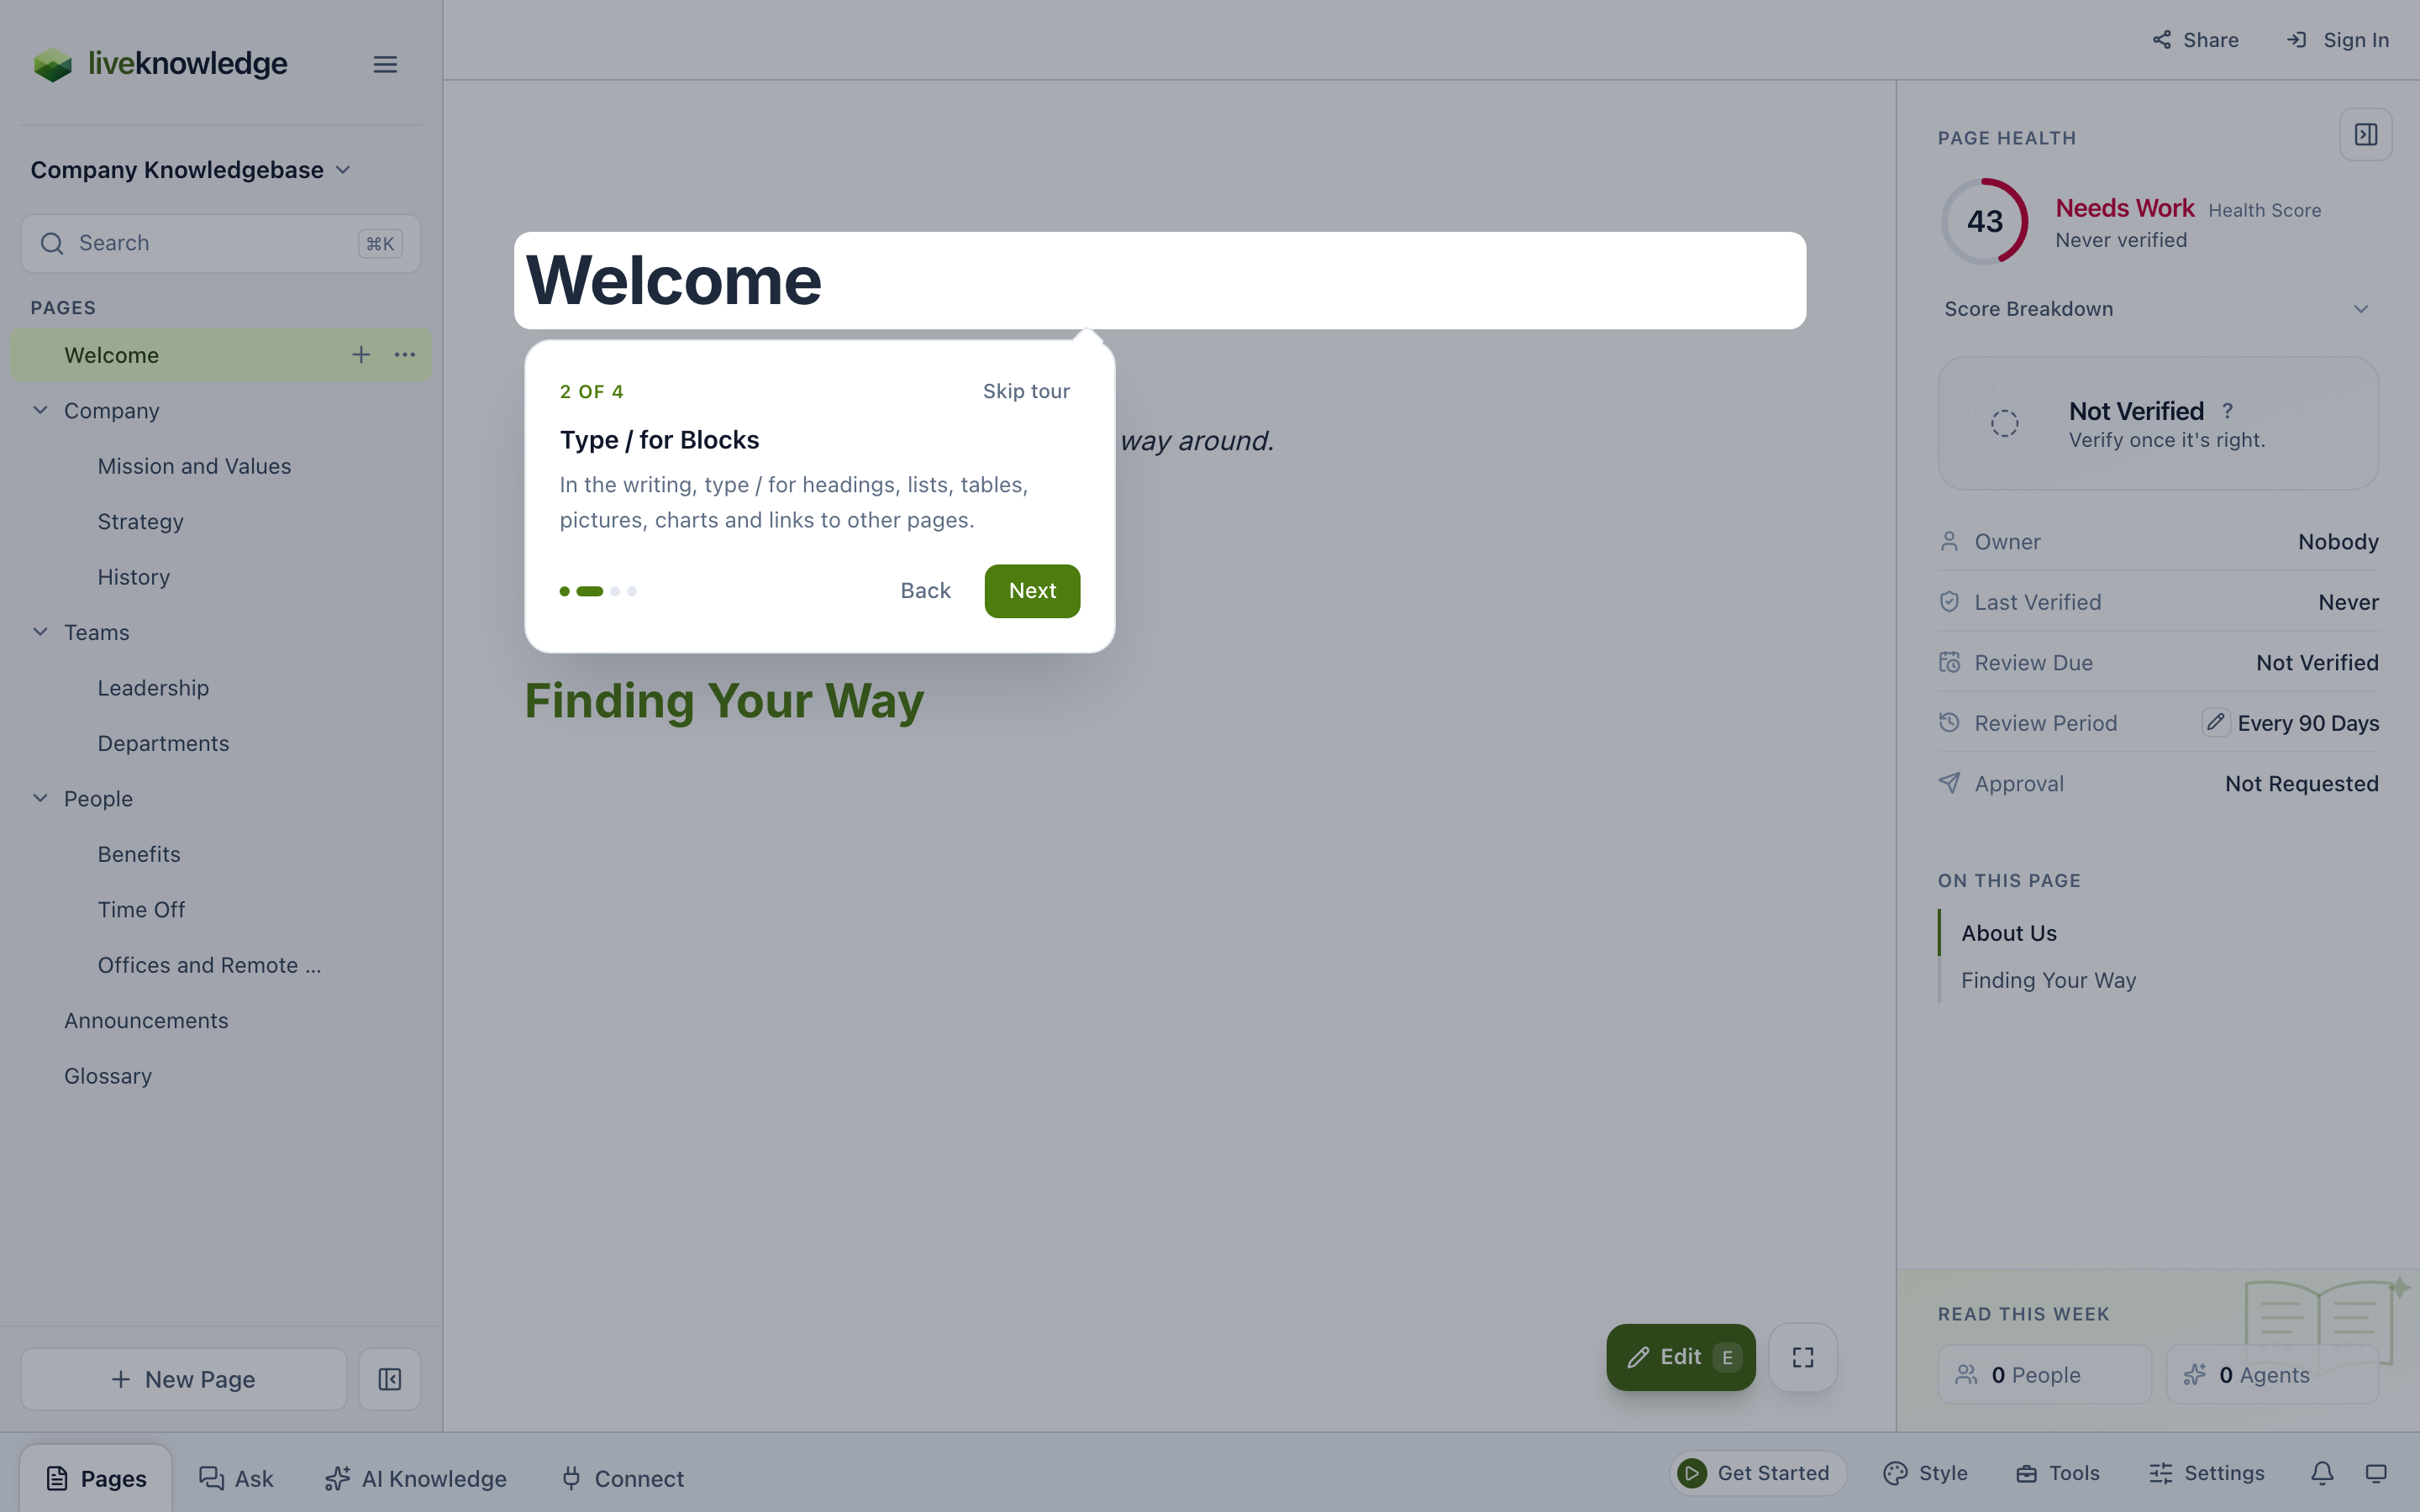 liveknowledge
Share
Sign In
Company Knowledgebase
Search
⌘K
PAGES
Welcome
Company
Mission and Values
Strategy
History
Teams
Leadership
Departments
People
Benefits
Time Off
Offices and Remote ...
Announcements
Glossary
New Page
Welcome
way around.
2 OF 4
Skip tour
Type / for Blocks
In the writing, type / for headings, lists, tables,
pictures, charts and links to other pages.
Back
Next
Finding Your Way
Edit E
PAGE HEALTH
43
Needs Work Health Score
Never verified
Score Breakdown
Not Verified ?
Verify once it's right.
Owner Nobody
Last Verified Never
Review Due Not Verified
Review Period Every 90 Days
Approval Not Requested
ON THIS PAGE
About Us
Finding Your Way
READ THIS WEEK
0 People
0 Agents
Pages
Ask
AI Knowledge
Connect
Get Started
Style
Tools
Settings